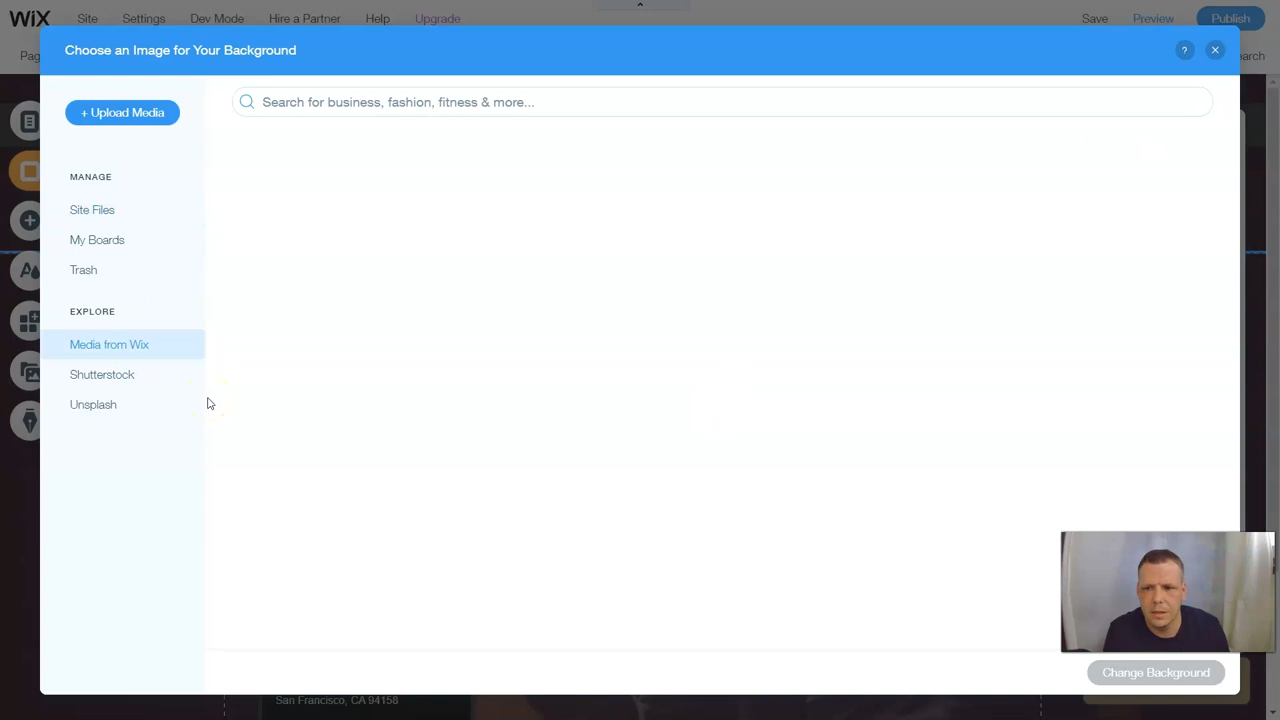 WiX Site Settings Dev Mode Hire a Partner Help Upgrade Save Preview Publish
Choose an Image for Your Background ?
+ Upload Media
Search for business, fashion, fitness & more...
MANAGE
Site Files
My Boards
Trash
EXPLORE
Media from Wix
Shutterstock
Unsplash
Change Background
San Francisco, CA 94158